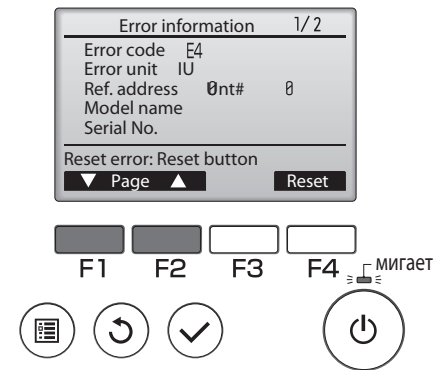 Error information 1/2
Error code E4
Error unit IU
Ref. address 0nt# 0
Model name
Serial No.
Reset error: Reset button
▼ Page ▲ Reset
F1 F2 F3 F4
мигает